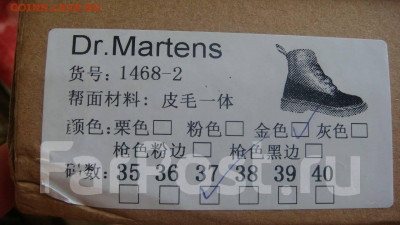 COINSS.KLEV.RU
Dr.Martens
货号: 1468-2
帮面材料: 皮毛一体
颜色: 栗色□ 粉色□ 金色☑ 灰色□
枪色粉边□ 枪色黑边□
码数: 35 36 37 38 39 40
□ □ ☑ □ □ □
FarPost.ru